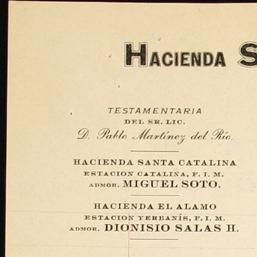 HACIENDA S
TESTAMENTARIA
DEL SR. LIC.
D. Pablo Martínez del Río.
HACIENDA SANTA CATALINA
ESTACION CATALINA, F. I. M.
ADMOR. MIGUEL SOTO.
HACIENDA EL ALAMO
ESTACION YERBANÍS, F. I. M.
ADMOR. DIONISIO SALAS H.